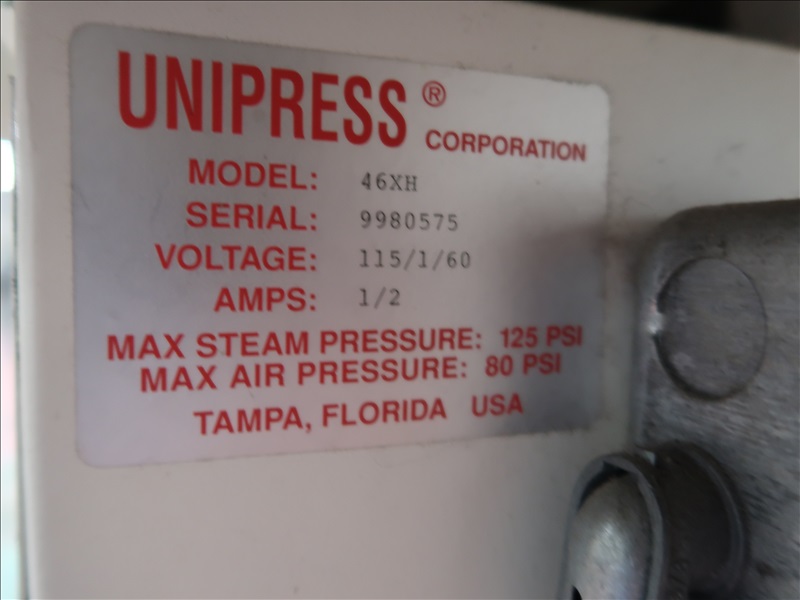 UNIPRESS® CORPORATION
MODEL: 46XH
SERIAL: 9980575
VOLTAGE: 115/1/60
AMPS: 1/2
MAX STEAM PRESSURE: 125 PSI
MAX AIR PRESSURE: 80 PSI
TAMPA, FLORIDA USA